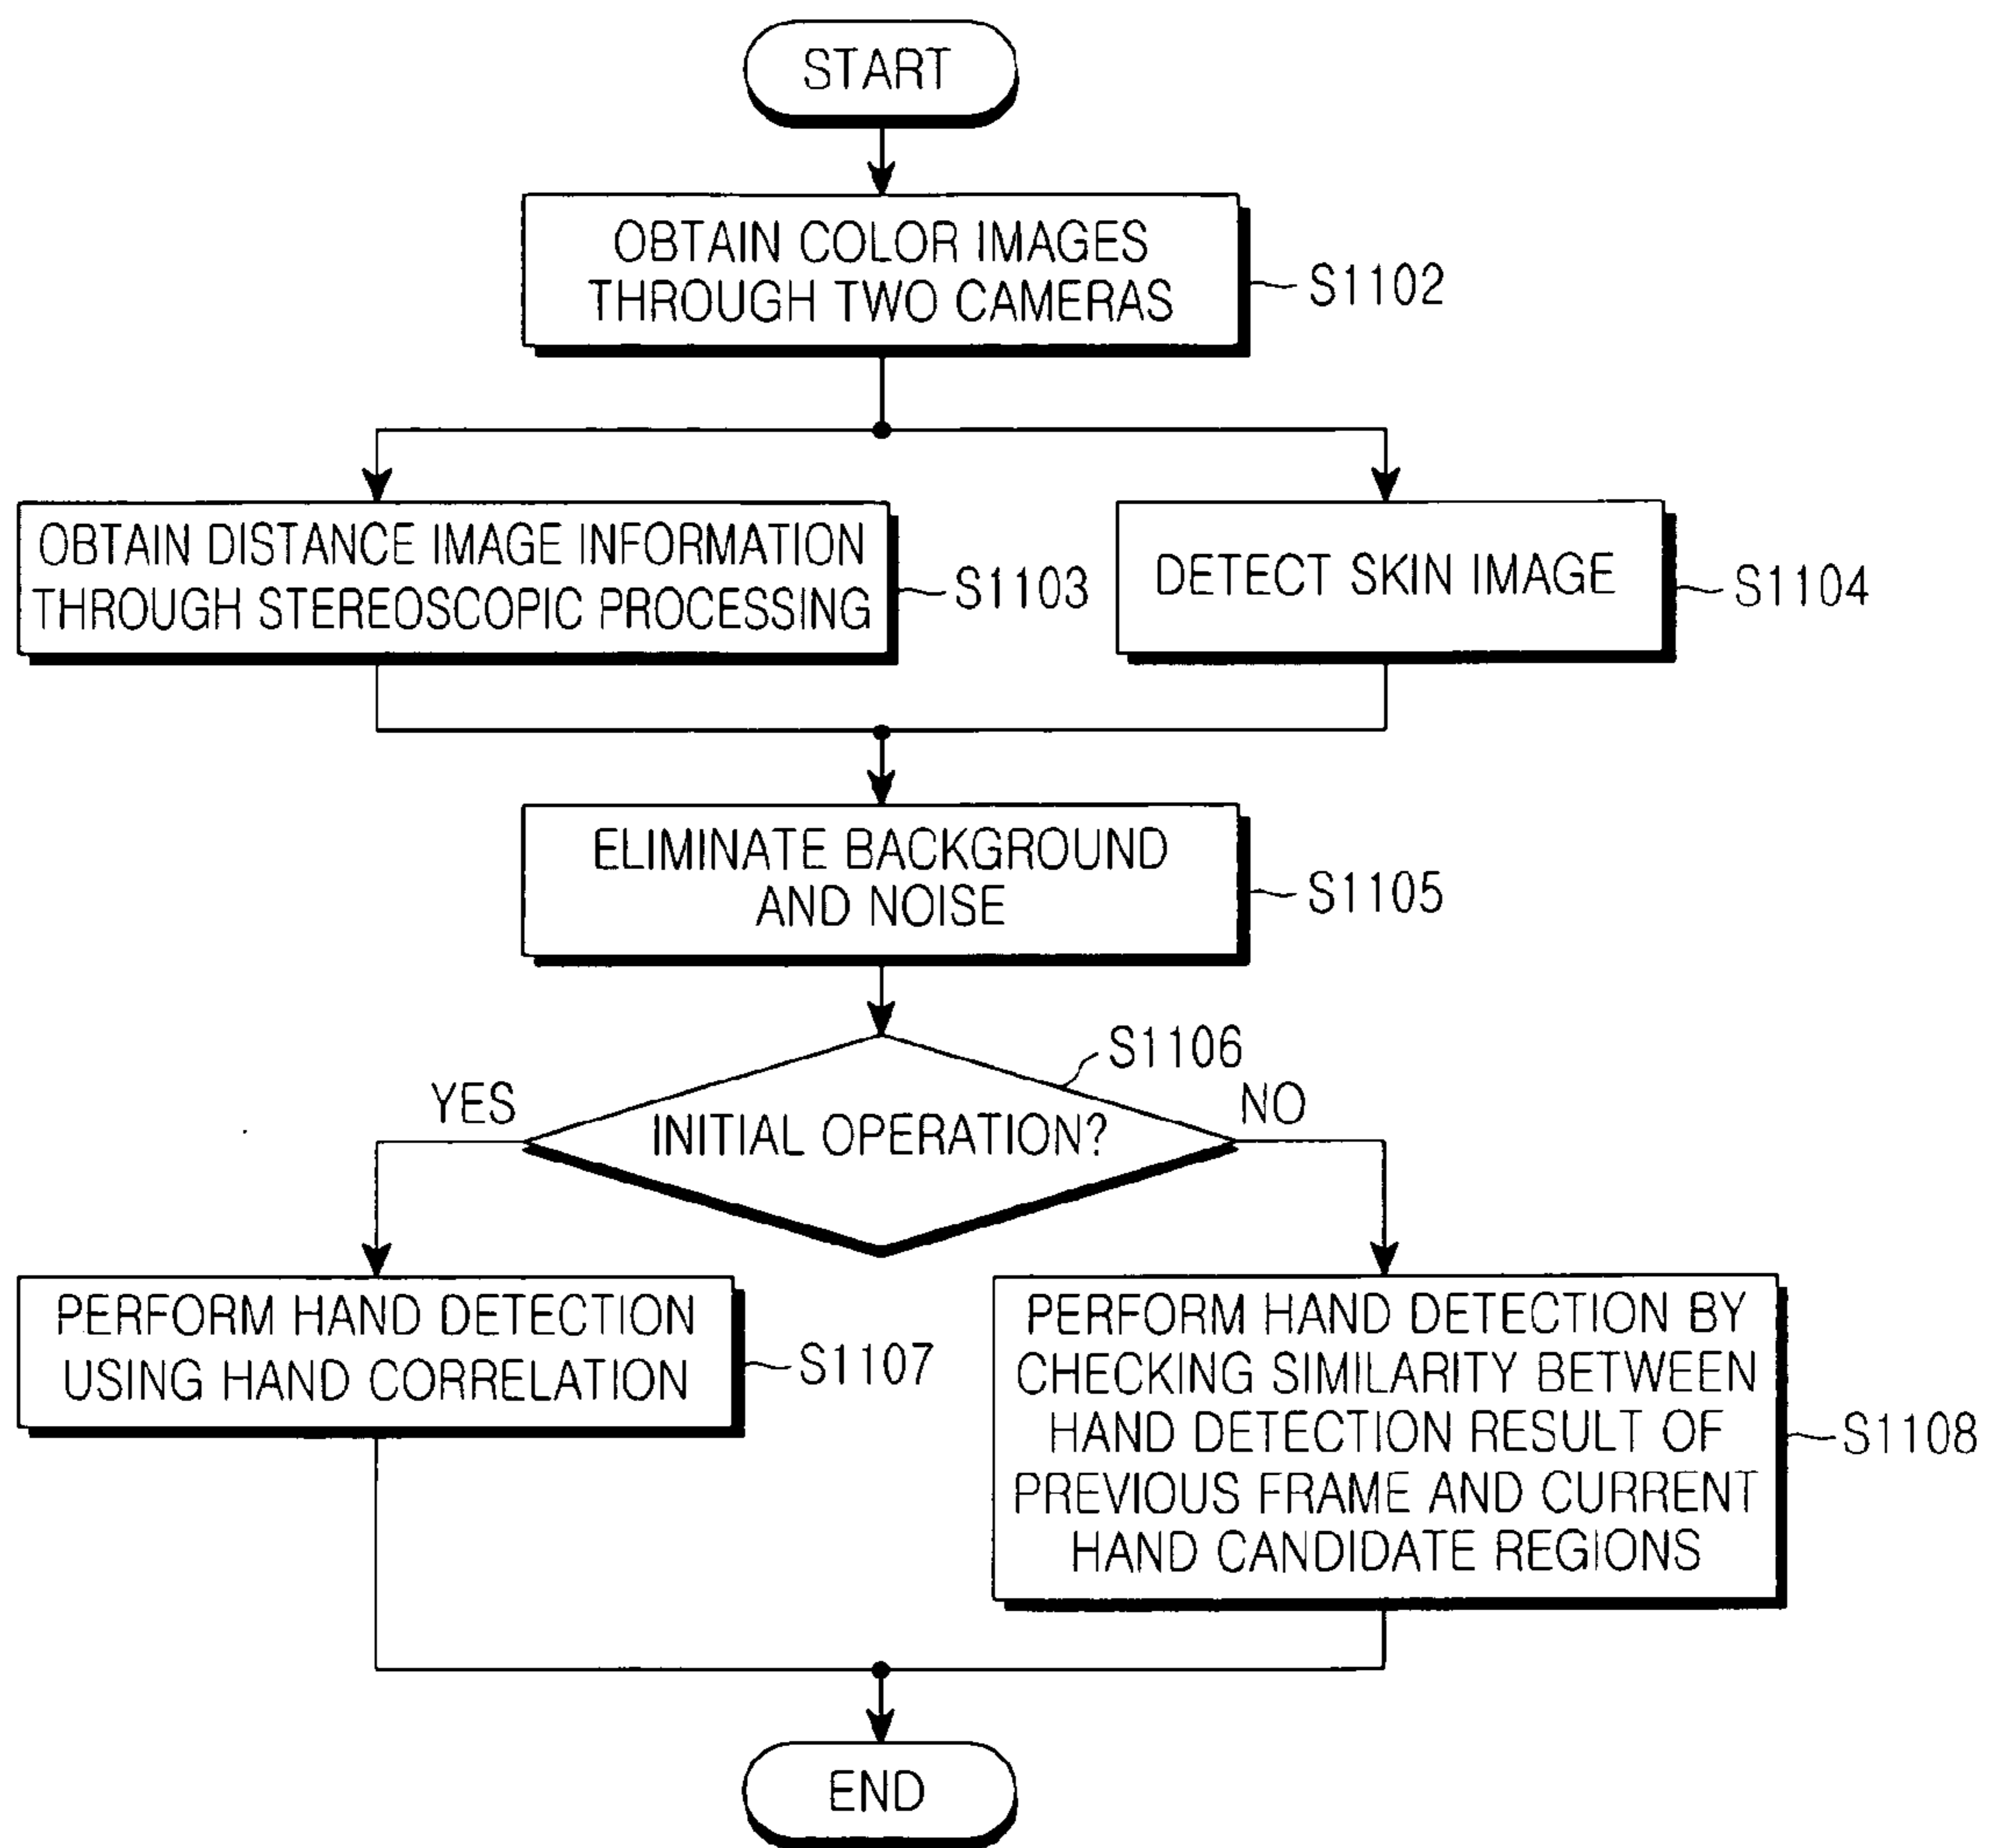 START
OBTAIN COLOR IMAGES
THROUGH TWO CAMERAS
S1102
OBTAIN DISTANCE IMAGE INFORMATION
THROUGH STEREOSCOPIC PROCESSING
S1103
DETECT SKIN IMAGE
S1104
ELIMINATE BACKGROUND
AND NOISE
S1105
S1106
YES
INITIAL OPERATION?
NO
PERFORM HAND DETECTION
USING HAND CORRELATION
S1107
PERFORM HAND DETECTION BY
CHECKING SIMILARITY BETWEEN
HAND DETECTION RESULT OF
PREVIOUS FRAME AND CURRENT
HAND CANDIDATE REGIONS
S1108
END